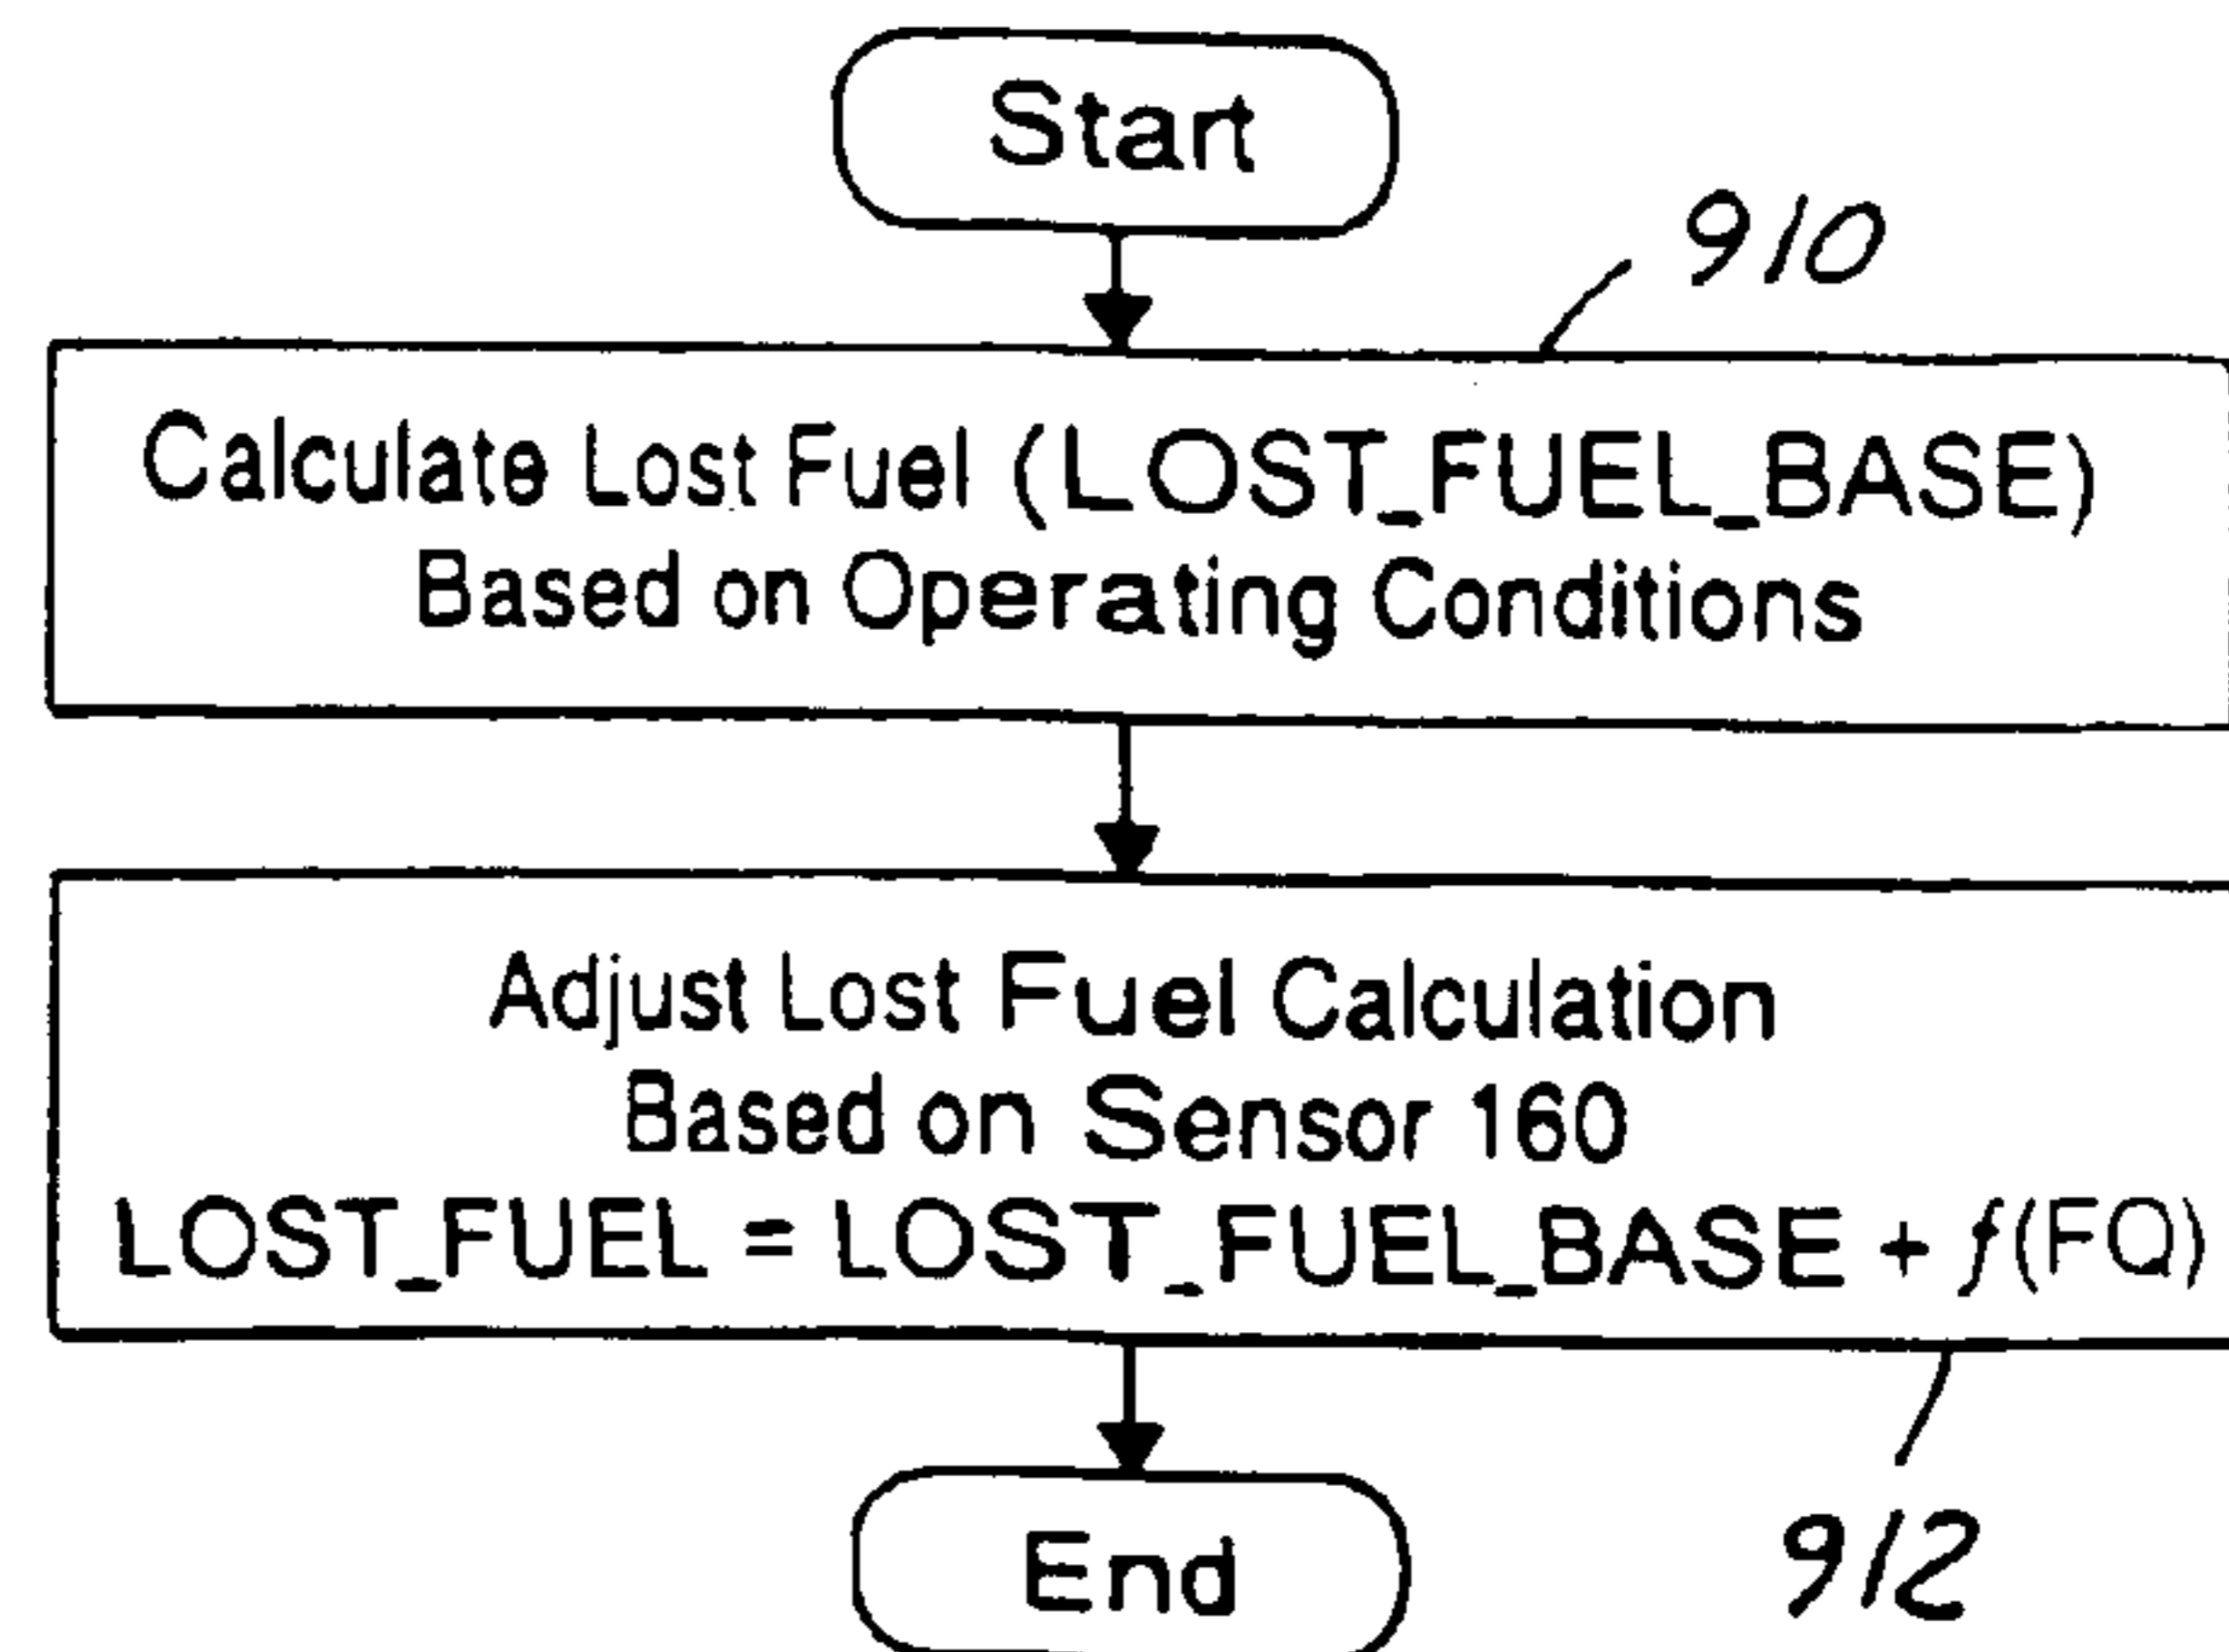 Start
910
Calculate Lost Fuel (LOST_FUEL_BASE)
Based on Operating Conditions
Adjust Lost Fuel Calculation
Based on Sensor 160
LOST_FUEL = LOST_FUEL_BASE + f(FQ)
End
912